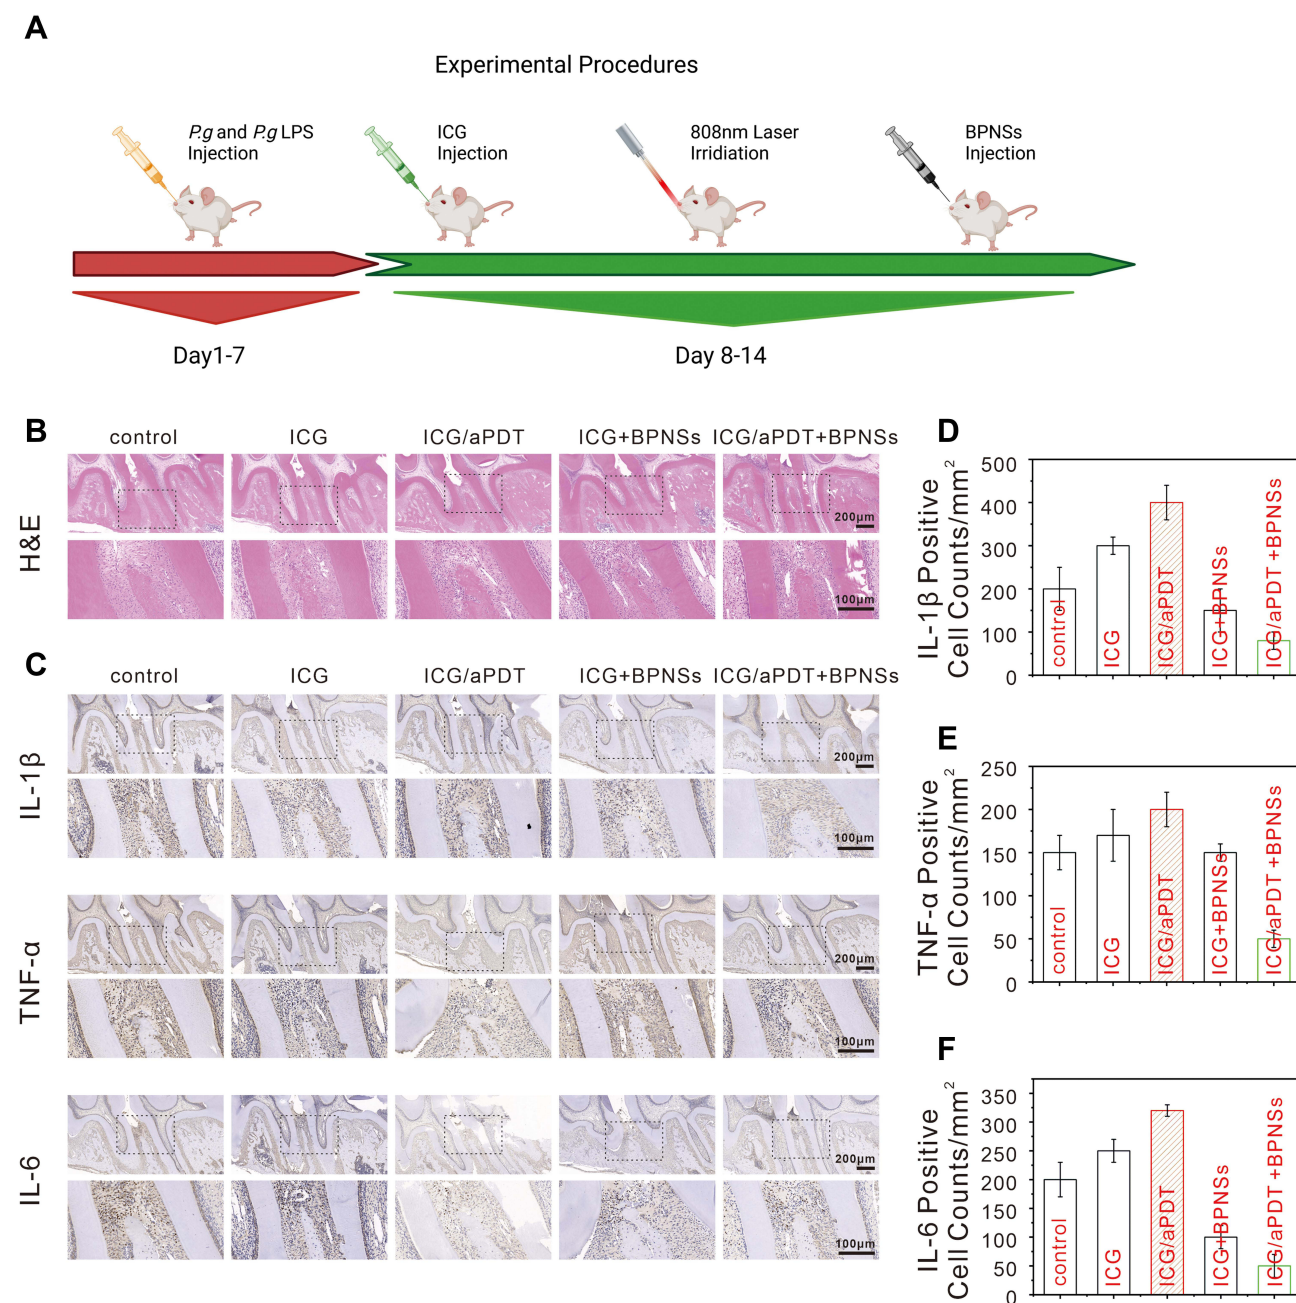 A
Experimental Procedures
P.g and P.g LPS
Injection
ICG
Injection
808nm Laser
Irridiation
BPNSs
Injection
Day1-7
Day 8-14
B
control
ICG
ICG/aPDT
ICG+BPNSs
ICG/aPDT+BPNSs
H&E
200μm
100μm
C
control
ICG
ICG/aPDT
ICG+BPNSs
ICG/aPDT+BPNSs
IL-1β
200μm
100μm
TNF-α
200μm
100μm
IL-6
200μm
100μm
D
IL-1β Positive
Cell Counts/mm²
500
400
300
200
100
0
control
ICG
ICG/aPDT
ICG+BPNSs
ICG/aPDT +BPNSs
E
TNF-α Positive
Cell Counts/mm²
250
200
150
100
50
0
control
ICG
ICG/aPDT
ICG+BPNSs
ICG/aPDT +BPNSs
F
IL-6 Positive
Cell Counts/mm²
350
300
250
200
150
100
50
0
control
ICG
ICG/aPDT
ICG+BPNSs
ICG/aPDT +BPNSs